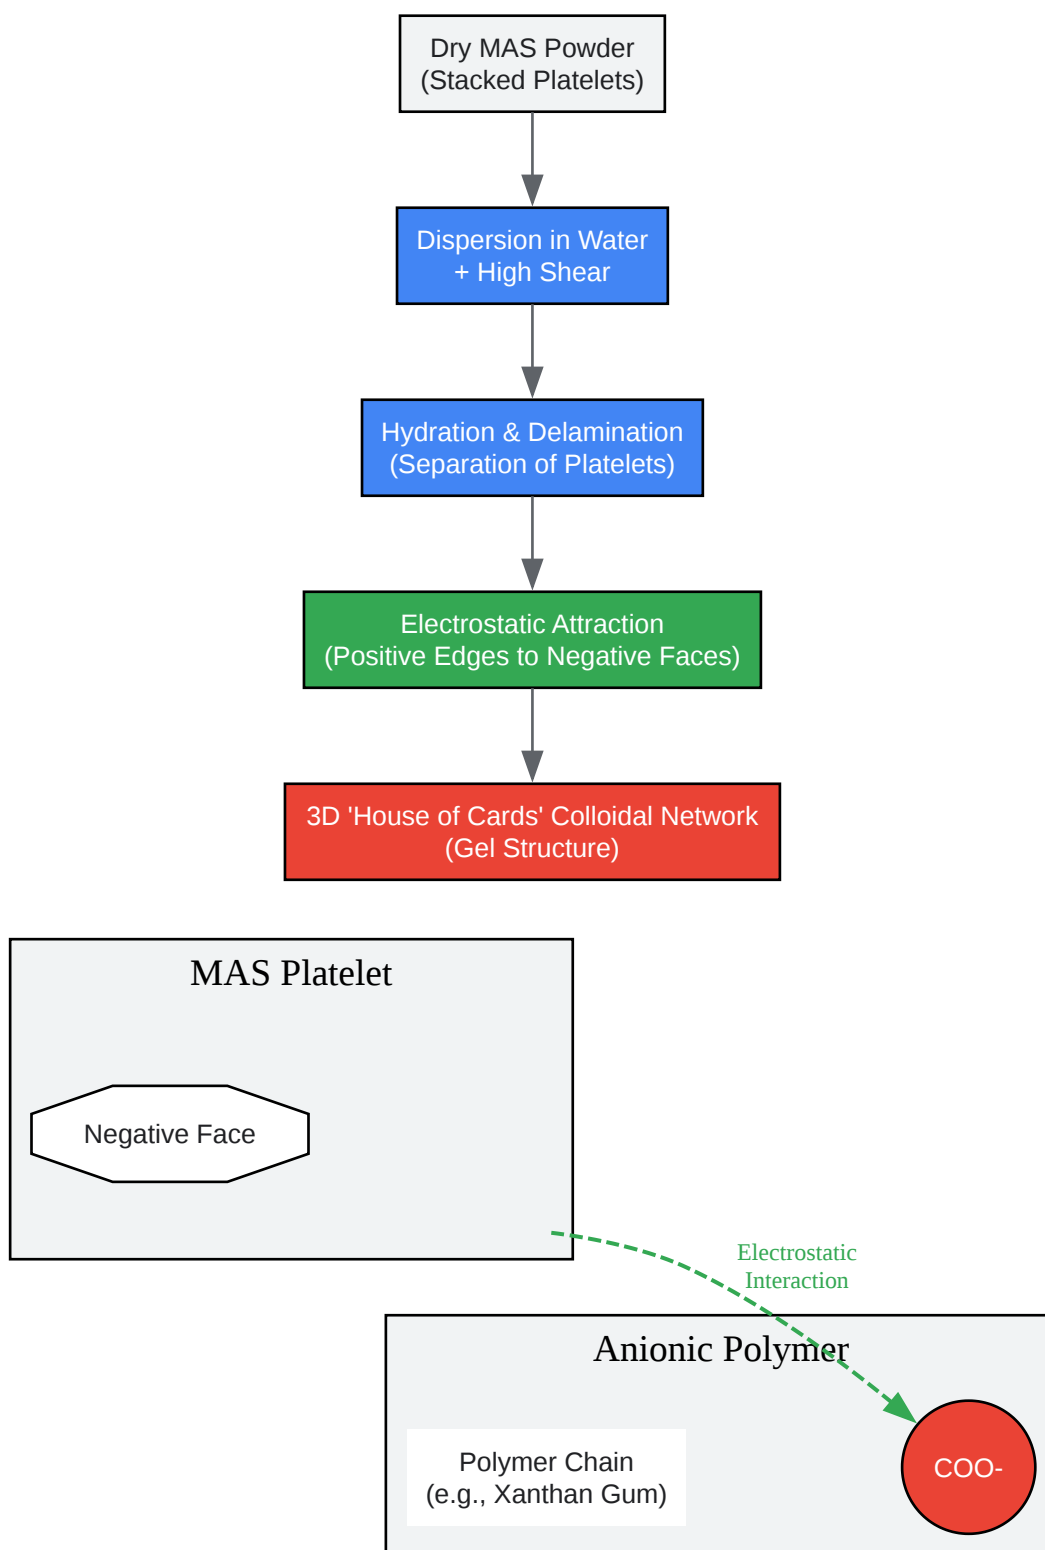 Dry MAS Powder
(Stacked Platelets)
Dispersion in Water
+ High Shear
Hydration & Delamination
(Separation of Platelets)
Electrostatic Attraction
(Positive Edges to Negative Faces)
3D 'House of Cards' Colloidal Network
(Gel Structure)
MAS Platelet
Negative Face
Electrostatic
Interaction
Anionic Polymer
Polymer Chain
(e.g., Xanthan Gum)
COO-